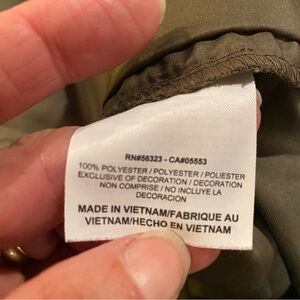 RN#56323 - CA#05553
100% POLYESTER / POLYESTER / POLIESTER
EXCLUSIVE OF DECORATION / DECORATION
NON COMPRISE / NO INCLUYE LA
DECORACION
MADE IN VIETNAM/FABRIQUE AU
VIETNAM/HECHO EN VIETNAM